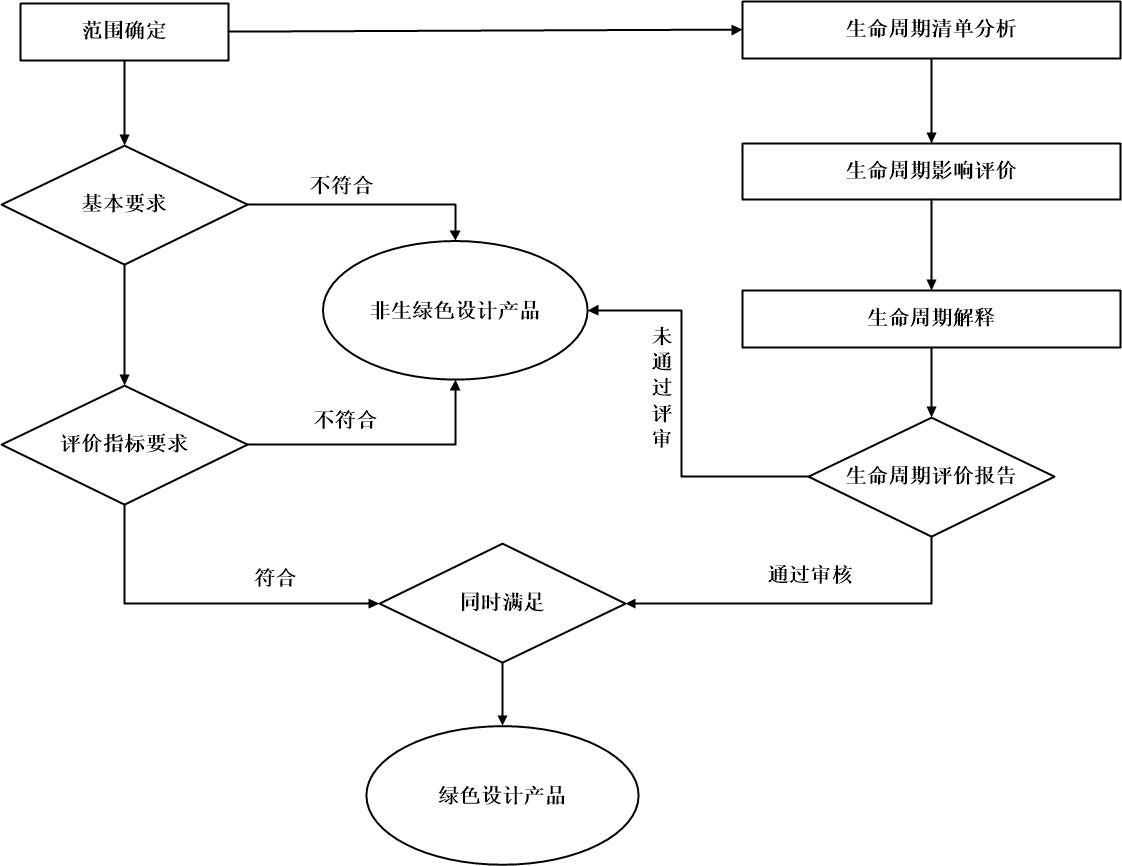 范围确定
生命周期清单分析
生命周期影响评价
不符合
基本要求
非生绿色设计产品
生命周期解释
未通过评审
不符合
评价指标要求
生命周期评价报告
符合
通过审核
同时满足
绿色设计产品